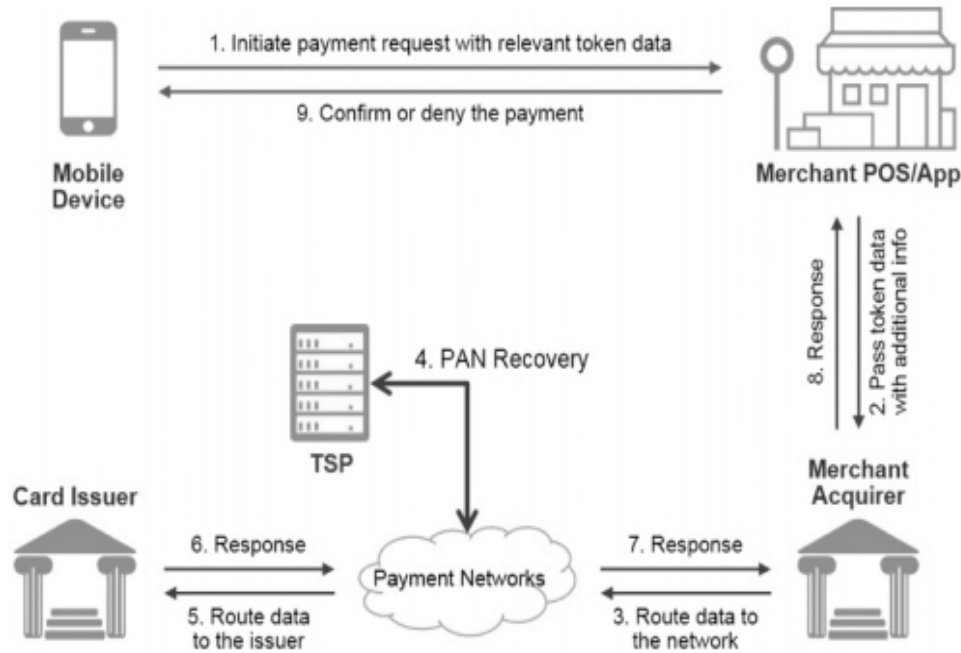 1. Initiate payment request with relevant token data
9. Confirm or deny the payment
Mobile
Device
Merchant POS/App
8. Response
2. Pass token data
with additional info
4. PAN Recovery
TSP
Card Issuer
Merchant
Acquirer
6. Response
7. Response
Payment Networks
5. Route data
to the issuer
3. Route data to
the network